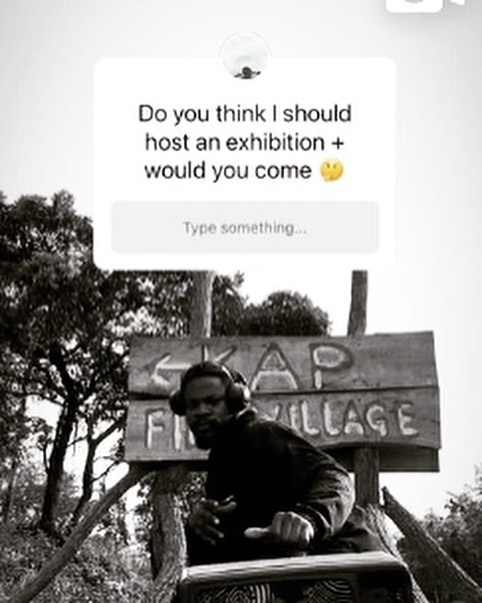 Do you think I should
host an exhibition +
would you come 🤔
Type something...
KAP
VILLAGE